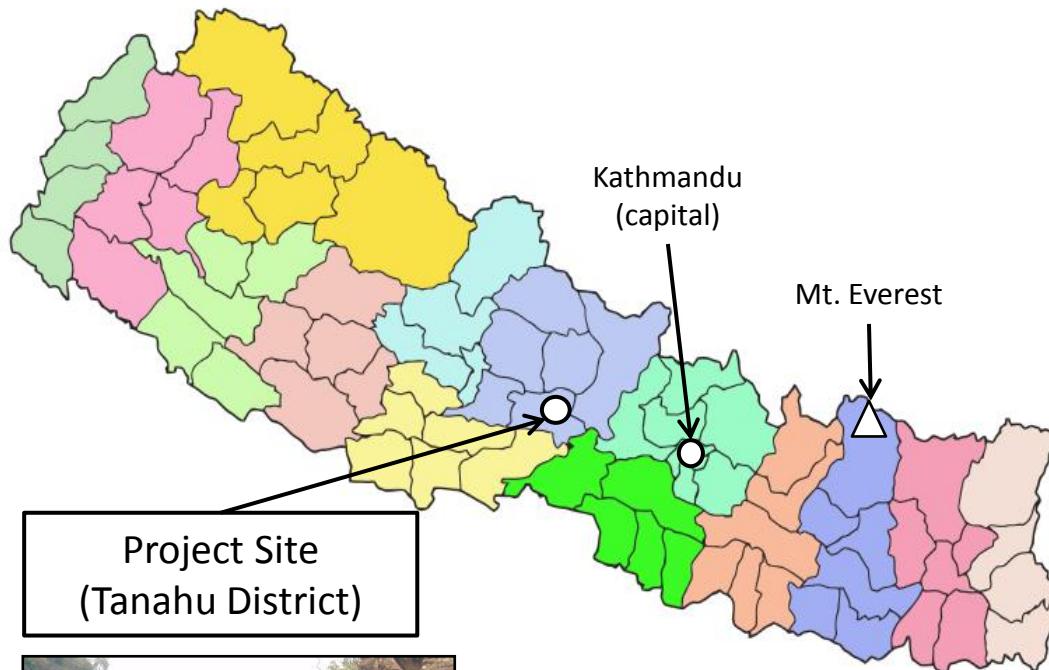 Kathmandu
(capital)
Mt. Everest
Project Site
(Tanahu District)